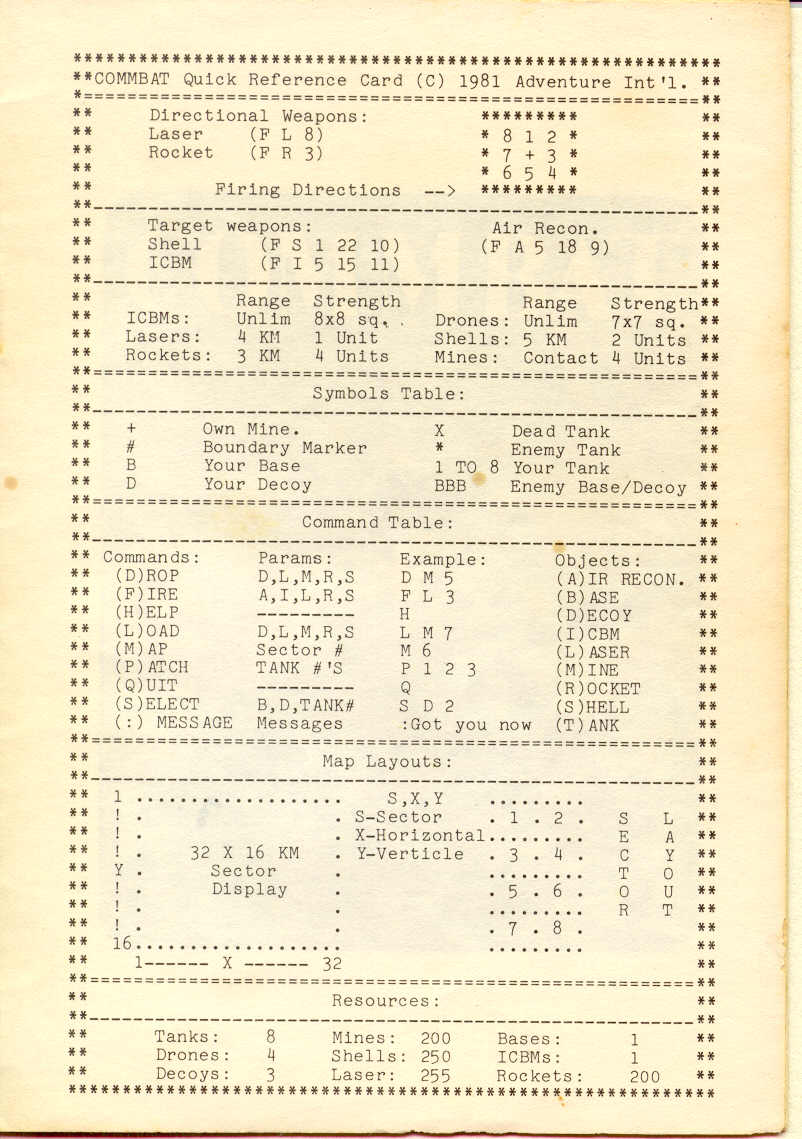 ************************************************************
**COMMBAT Quick Reference Card (C) 1981 Adventure Int'l. **
*=========================================================**
** Directional Weapons: ********* **
** Laser (F L 8) * 8 1 2 * **
** Rocket (F R 3) * 7 + 3 * **
** * 6 5 4 * **
** Firing Directions --> ********* **
**_______________________________________________________**
** Target weapons: Air Recon. **
** Shell (F S 1 22 10) (F A 5 18 9) **
** ICBM (F I 5 15 11) **
**_______________________________________________________**
** Range Strength Range Strength**
** ICBMs: Unlim 8x8 sq. Drones: Unlim 7x7 sq. **
** Lasers: 4 KM 1 Unit Shells: 5 KM 2 Units **
** Rockets: 3 KM 4 Units Mines: Contact 4 Units **
**=======================================================**
** Symbols Table: **
**_______________________________________________________**
** + Own Mine. X Dead Tank **
** # Boundary Marker * Enemy Tank **
** B Your Base 1 TO 8 Your Tank **
** D Your Decoy BBB Enemy Base/Decoy **
**=======================================================**
** Command Table: **
**_______________________________________________________**
** Commands: Params: Example: Objects: **
** (D)ROP D,L,M,R,S D M 5 (A)IR RECON. **
** (F)IRE A,I,L,R,S F L 3 (B)ASE **
** (H)ELP --------- H (D)ECOY **
** (L)OAD D,L,M,R,S L M 7 (I)CBM **
** (M)AP Sector # M 6 (L)ASER **
** (P)ATCH TANK #'S P 1 2 3 (M)INE **
** (Q)UIT --------- Q (R)OCKET **
** (S)ELECT B,D,TANK# S D 2 (S)HELL **
** (:) MESSAGE Messages :Got you now (T)ANK **
**=======================================================**
** Map Layouts: **
**_______________________________________________________**
** 1 ................... S,X,Y ......... **
** ! . . S-Sector . 1 . 2 . S L **
** ! . . X-Horizontal......... E A **
** ! . 32 X 16 KM . Y-Verticle . 3 . 4 . C Y **
** Y . Sector . ......... T O **
** ! . Display . . 5 . 6 . O U **
** ! . . ......... R T **
** ! . . . 7 . 8 . **
** 16................... ......... **
** 1------ X ------ 32 **
**=======================================================**
** Resources: **
**_______________________________________________________**
** Tanks: 8 Mines: 200 Bases: 1 **
** Drones: 4 Shells: 250 ICBMs: 1 **
** Decoys: 3 Laser: 255 Rockets: 200 **
************************************************************